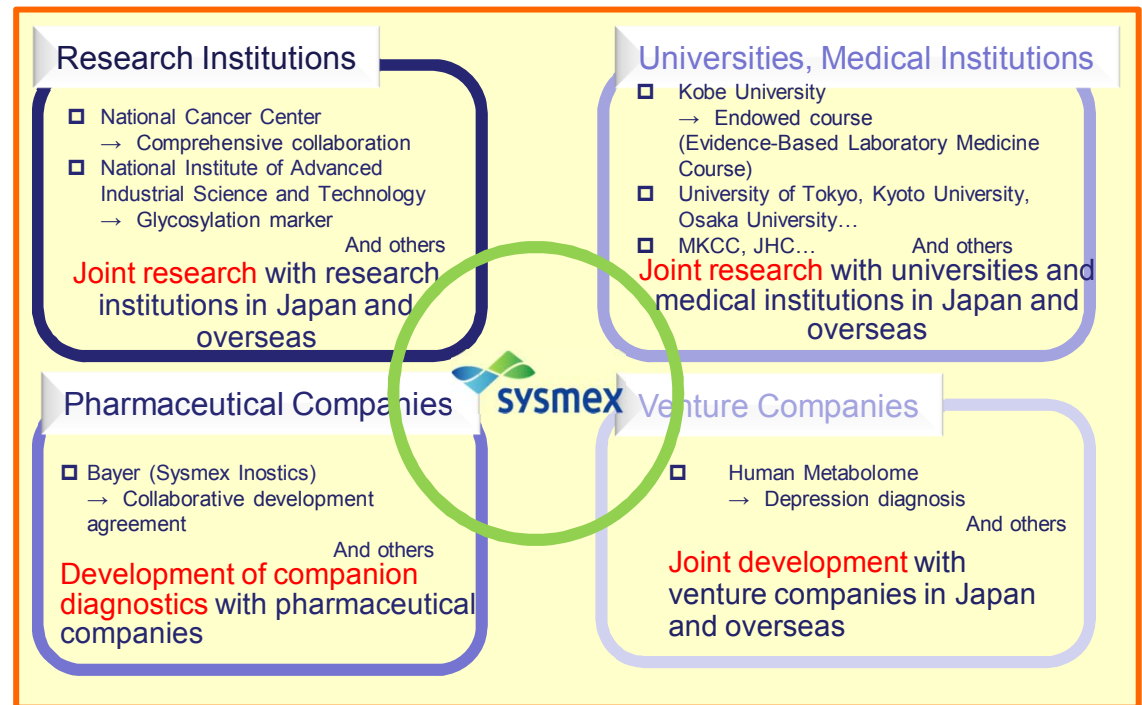 Research Institutions
National Cancer Center
→ Comprehensive collaboration
National Institute of Advanced
Industrial Science and Technology
→ Glycosylation marker
And others
Joint research with research
institutions in Japan and
overseas
Universities, Medical Institutions
Kobe University
→ Endowed course
(Evidence-Based Laboratory Medicine
Course)
University of Tokyo, Kyoto University,
Osaka University…
MKCC, JHC… And others
Joint research with universities and
medical institutions in Japan and
overseas
sysmex
Pharmaceutical Companies
Bayer (Sysmex Inostics)
→ Collaborative development
agreement
And others
Development of companion
diagnostics with pharmaceutical
companies
Venture Companies
Human Metabolome
→ Depression diagnosis
And others
Joint development with
venture companies in Japan
and overseas